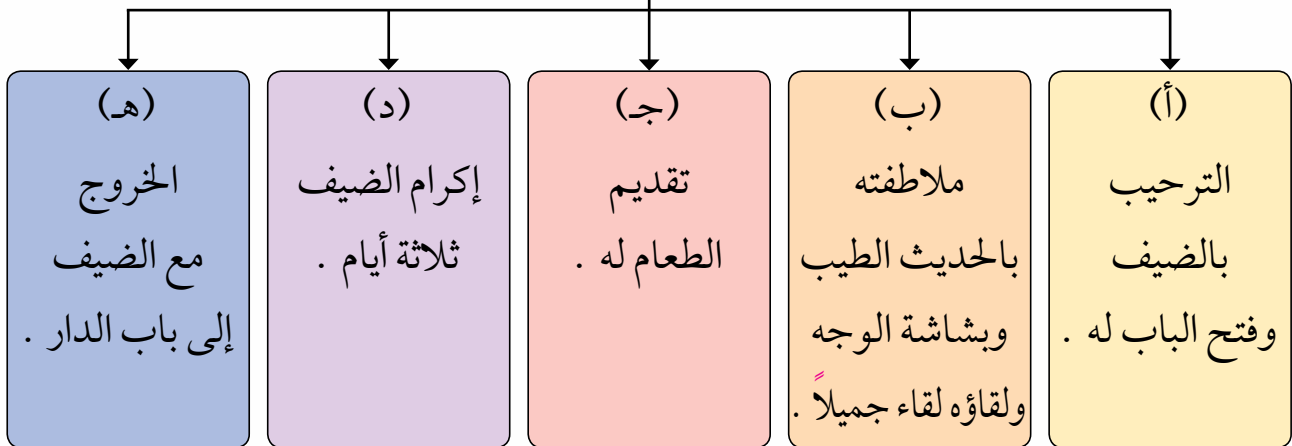 (أ)
الترحيب
بالضيف
وفتح الباب له .
(ب)
ملاطفته
بالحديث الطيب
وبشاشة الوجه
ولقاؤه لقاء جميلاً .
(جـ)
تقديم
الطعام له .
(د)
إكرام الضيف
ثلاثة أيام .
(هـ)
الخروج
مع الضيف
إلى باب الدار .